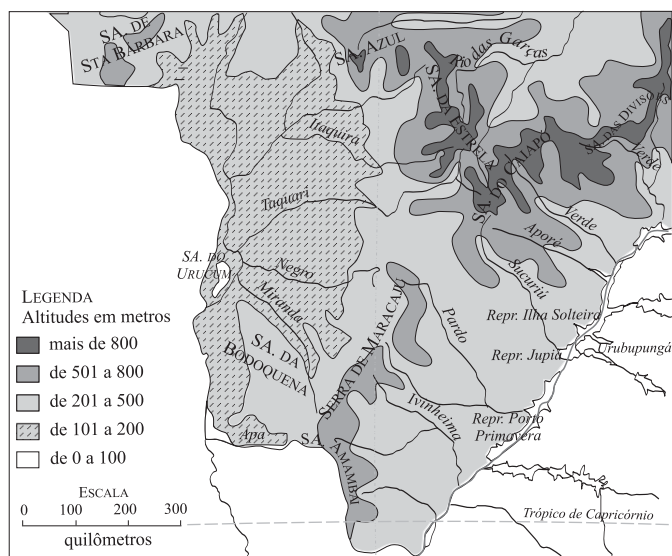 SA. DE
STA BÁRBARA
SA. AZUL
Rio das Garças
SA. DA ESTRELA
SA. DAS DIVISÕES
Verde
Itaquira
SA. DO CAIAPÓ
Taquari
Verde
Aporé
SA. DO
URUCUM
Negro
Sucuriú
Miranda
SERRA DE MARACAJÚ
Pardo
Repr. Ilha Solteira
SA. DA
BODOQUENA
Repr. Jupia
Urubupungá
Ivinheima
Repr. Porto
Primavera
Apa
SA. AMAMBAI
Trópico de Capricórnio
LEGENDA
Altitudes em metros
mais de 800
de 501 a 800
de 201 a 500
de 101 a 200
de 0 a 100
ESCALA
0 100 200 300
quilômetros